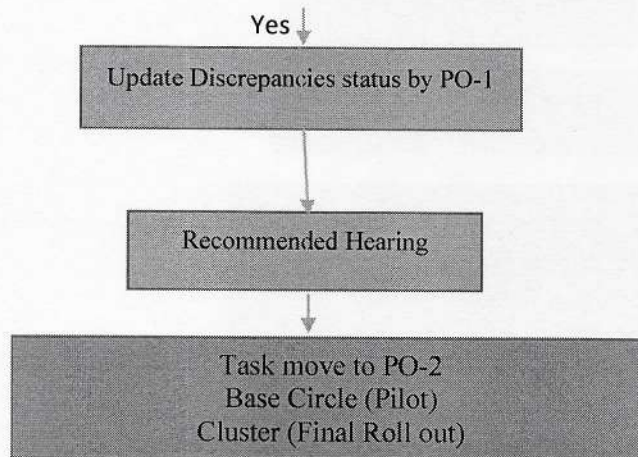 Yes
Update Discrepancies status by PO-1
Recommended Hearing
Task move to PO-2
Base Circle (Pilot)
Cluster (Final Roll out)